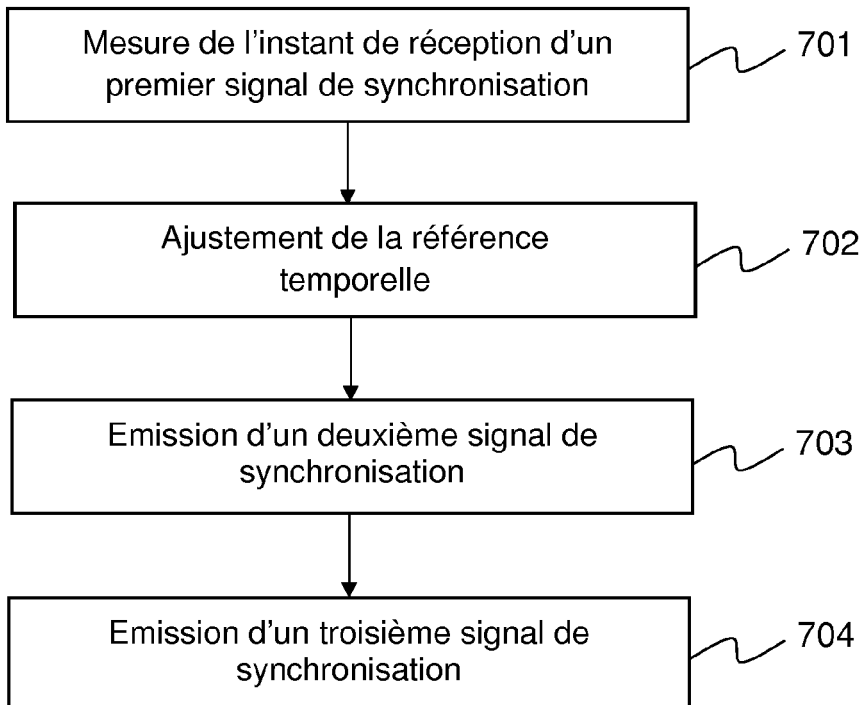 Mesure de l'instant de réception d'un
premier signal de synchronisation
701
Ajustement de la référence
temporelle
702
Emission d'un deuxième signal de
synchronisation
703
Emission d'un troisième signal de
synchronisation
704